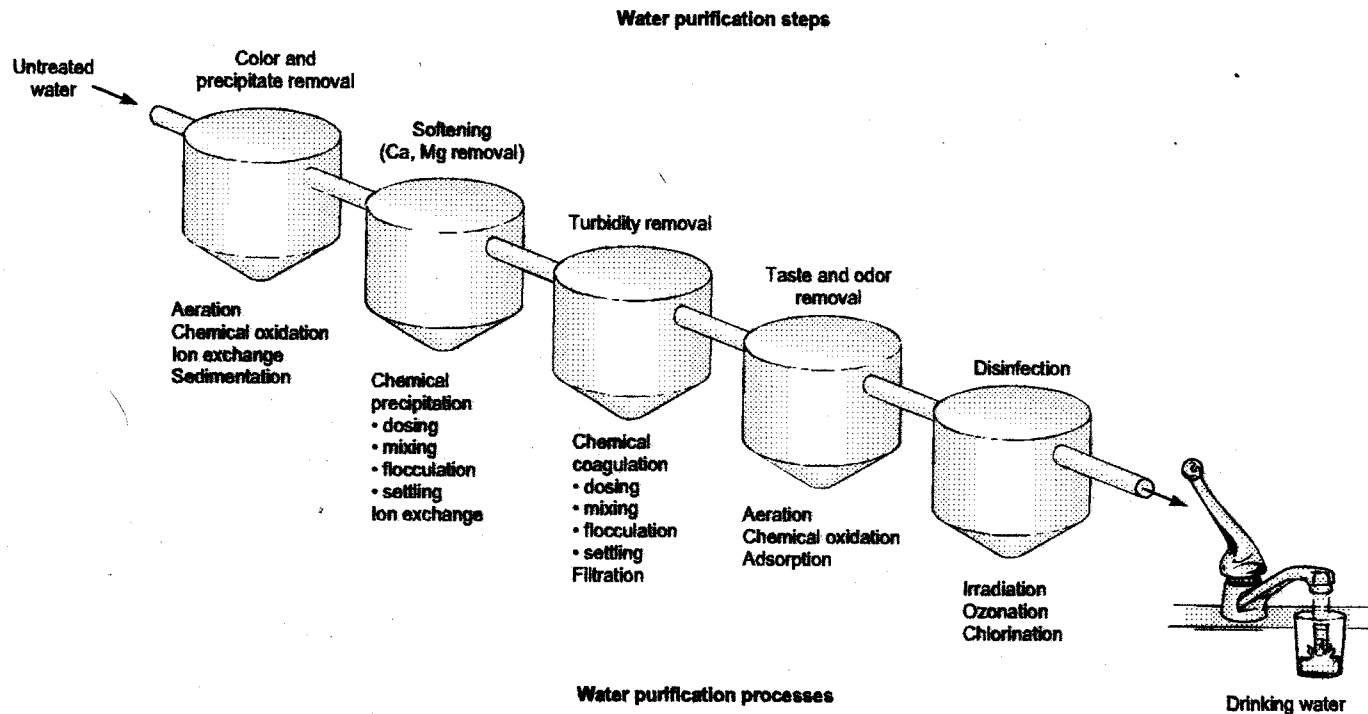 Water purification steps
Untreated
water
Color and
precipitate removal
Softening
(Ca, Mg removal)
Turbidity removal
Taste and odor
removal
Disinfection
Aeration
Chemical oxidation
Ion exchange
Sedimentation
Chemical
precipitation
• dosing
• mixing
• flocculation
• settling
Ion exchange
Chemical
coagulation
• dosing
• mixing
• flocculation
• settling
Filtration
Aeration
Chemical oxidation
Adsorption
Irradiation
Ozonation
Chlorination
Water purification processes
Drinking water